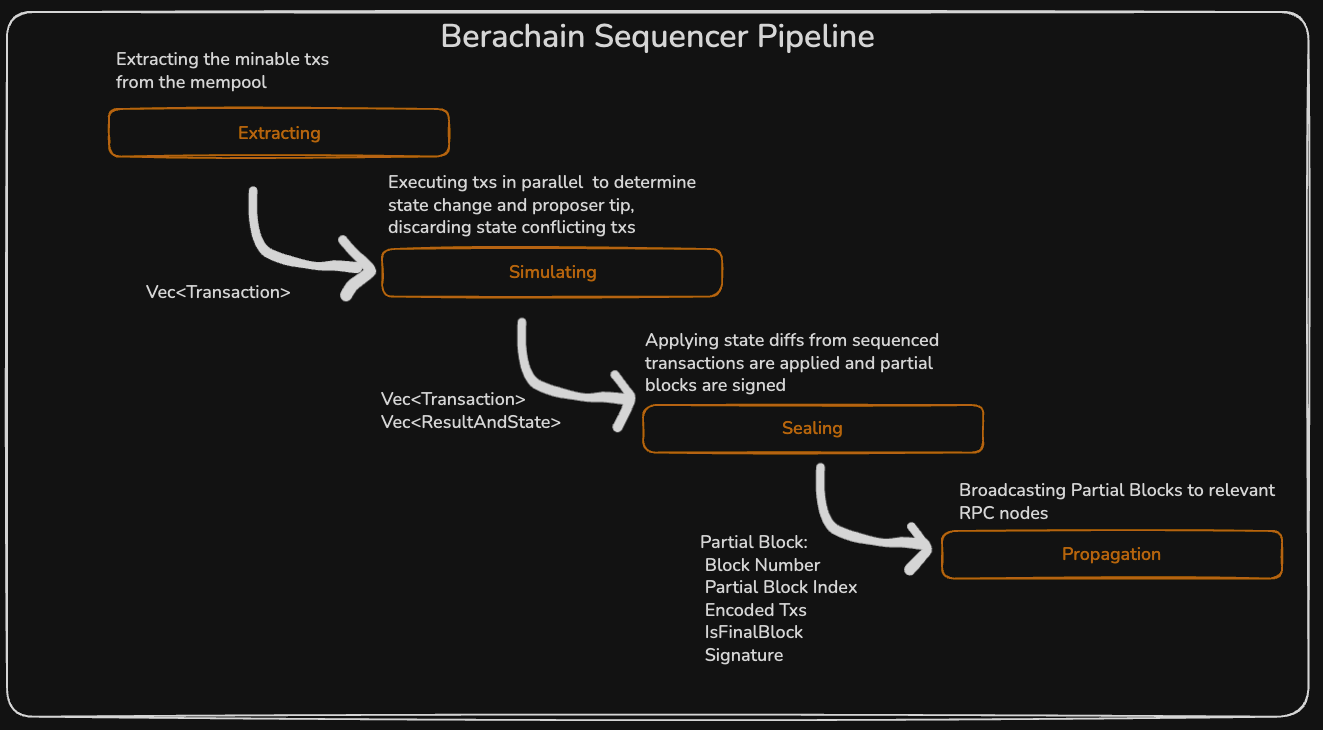 Berachain Sequencer Pipeline
Extracting the minable txs
from the mempool
Extracting
Executing txs in parallel  to determine
state change and proposer tip,
discarding state conflicting txs
Simulating
Vec<Transaction>
Applying state diffs from sequenced
transactions are applied and partial
blocks are signed
Vec<Transaction>
Vec<ResultAndState>
Sealing
Broadcasting Partial Blocks to relevant
RPC nodes
Propagation
Partial Block:
Block Number
Partial Block Index
Encoded Txs
IsFinalBlock
Signature